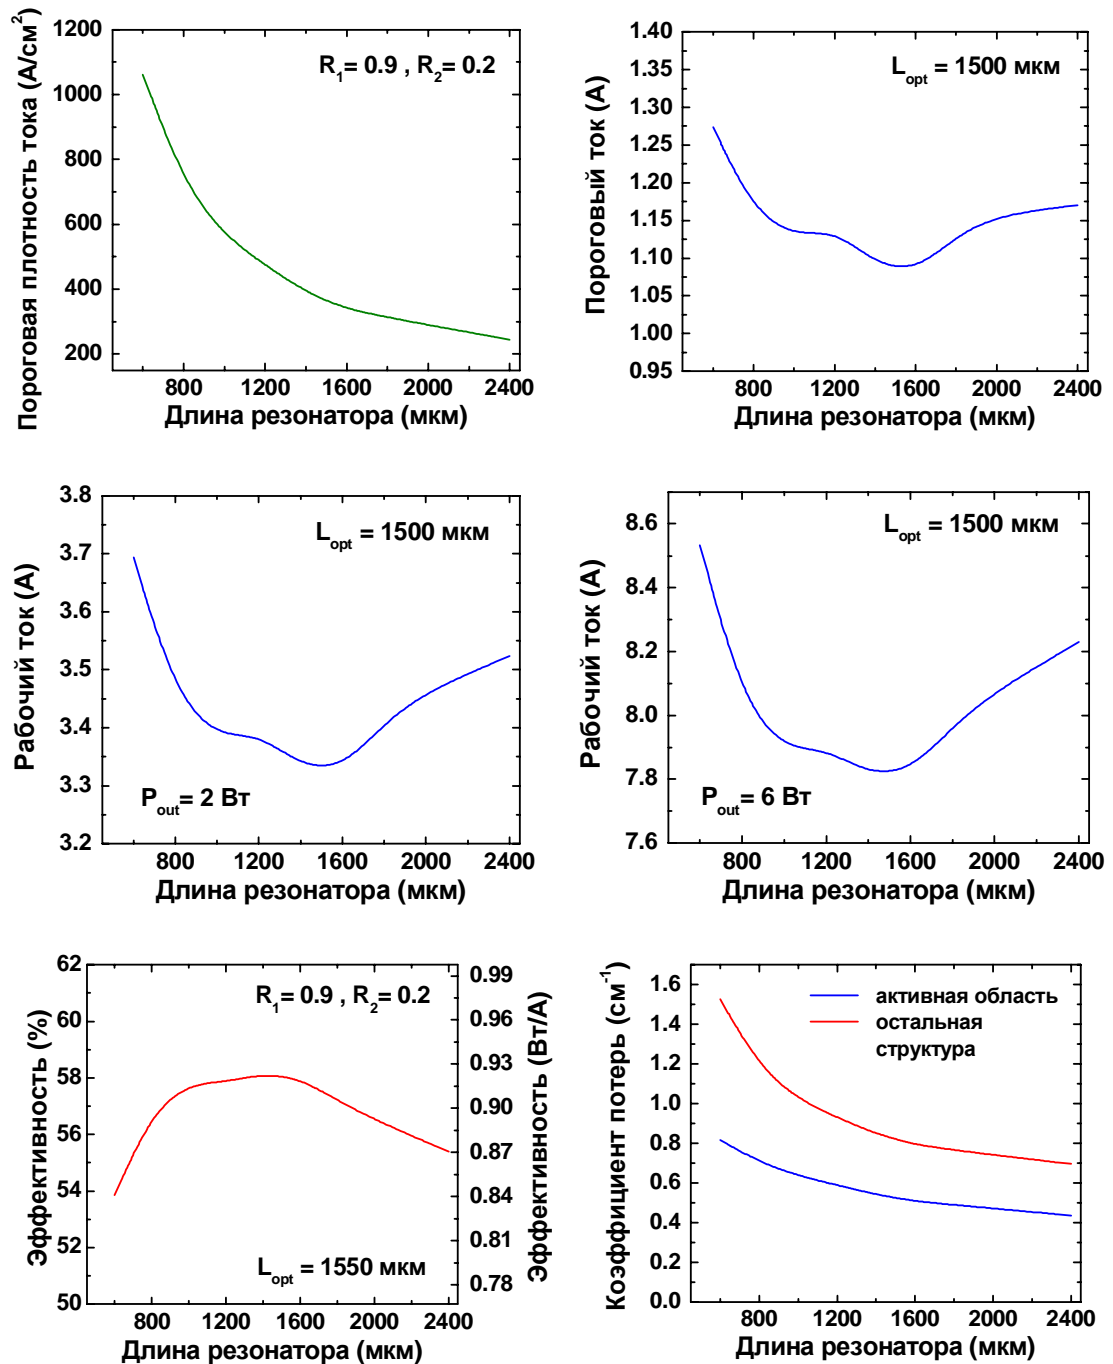 Пороговая плотность тока (А/см²)
1200
1000
800
600
400
200
R₁= 0.9 , R₂= 0.2
800 1200 1600 2000 2400
Длина резонатора (мкм)
Пороговый ток (А)
1.40
1.35
1.30
1.25
1.20
1.15
1.10
1.05
1.00
0.95
Lopt = 1500 мкм
800 1200 1600 2000 2400
Длина резонатора (мкм)
Рабочий ток (А)
3.8
3.7
3.6
3.5
3.4
3.3
3.2
Lopt = 1500 мкм
Pout= 2 Вт
800 1200 1600 2000 2400
Длина резонатора (мкм)
Рабочий ток (А)
8.6
8.4
8.2
8.0
7.8
7.6
Lopt = 1500 мкм
Pout= 6 Вт
800 1200 1600 2000 2400
Длина резонатора (мкм)
Эффективность (%)
62
60
58
56
54
52
50
R₁= 0.9 , R₂= 0.2
Lopt = 1550 мкм
0.99
0.96
0.93
0.90
0.87
0.84
0.81
0.78
Эффективность (Вт/А)
800 1200 1600 2000 2400
Длина резонатора (мкм)
Коэффициент потерь (см⁻¹)
1.6
1.4
1.2
1.0
0.8
0.6
0.4
0.2
0.0
активная область
остальная
структура
800 1200 1600 2000 2400
Длина резонатора (мкм)